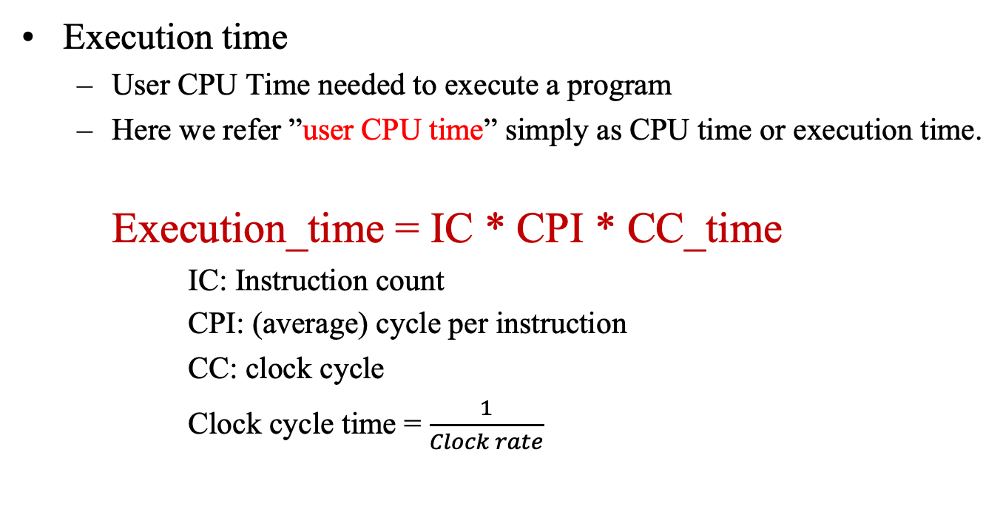 • Execution time
– User CPU Time needed to execute a program
– Here we refer ”user CPU time” simply as CPU time or execution time.
Execution_time = IC * CPI * CC_time
IC: Instruction count
CPI: (average) cycle per instruction
CC: clock cycle
Clock cycle time = 1 / Clock rate